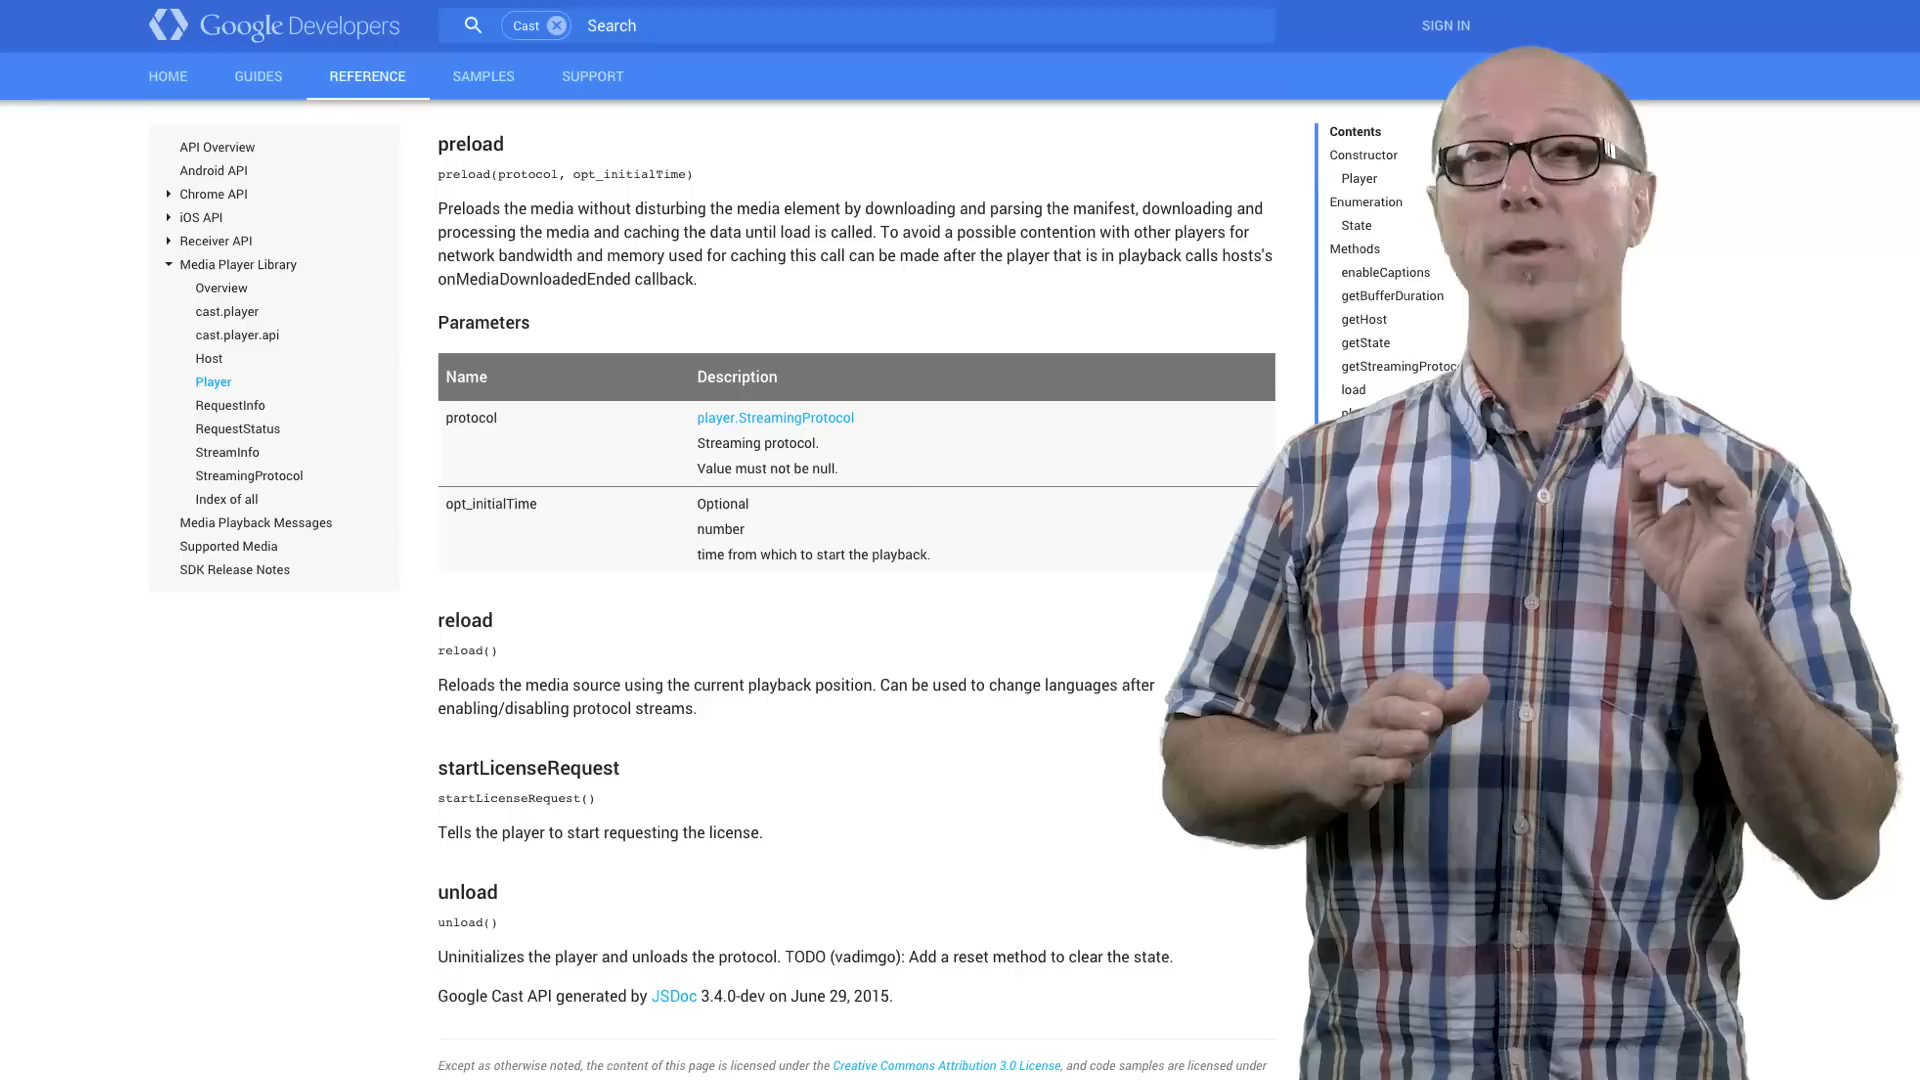 Google Developers
Cast
Search
SIGN IN
HOME
GUIDES
REFERENCE
SAMPLES
SUPPORT
API Overview
Android API
Chrome API
iOS API
Receiver API
Media Player Library
Overview
cast.player
cast.player.api
Host
Player
RequestInfo
RequestStatus
StreamInfo
StreamingProtocol
Index of all
Media Playback Messages
Supported Media
SDK Release Notes
preload
preload(protocol, opt_initialTime)
Preloads the media without disturbing the media element by downloading and parsing the manifest, downloading and
processing the media and caching the data until load is called. To avoid a possible contention with other players for
network bandwidth and memory used for caching this call can be made after the player that is in playback calls hosts's
onMediaDownloadedEnded callback.
Parameters
Name
Description
protocol
player.StreamingProtocol
Streaming protocol.
Value must not be null.
opt_initialTime
Optional
number
time from which to start the playback.
reload
reload()
Reloads the media source using the current playback position. Can be used to change languages after
enabling/disabling protocol streams.
startLicenseRequest
startLicenseRequest()
Tells the player to start requesting the license.
unload
unload()
Uninitializes the player and unloads the protocol. TODO (vadimgo): Add a reset method to clear the state.
Google Cast API generated by JSDoc 3.4.0-dev on June 29, 2015.
Except as otherwise noted, the content of this page is licensed under the Creative Commons Attribution 3.0 License, and code samples are licensed under
Contents
Constructor
Player
Enumeration
State
Methods
enableCaptions
getBufferDuration
getHost
getState
getStreamingProtoc
load